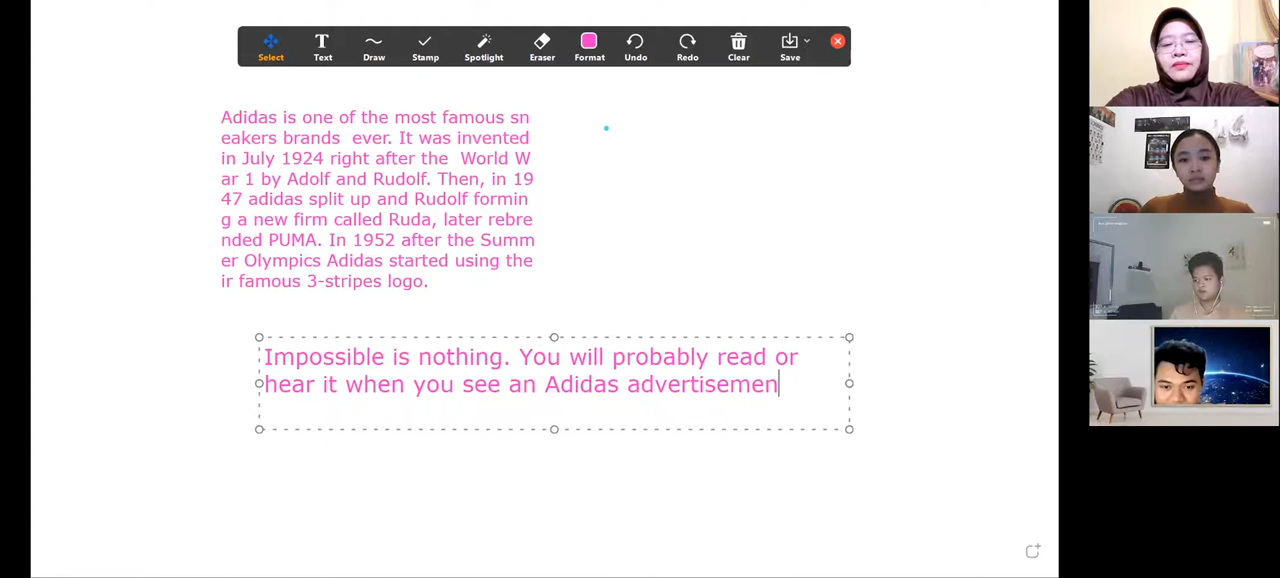 Select Text Draw Stamp Spotlight Eraser Format Undo Redo Clear Save
Adidas is one of the most famous sn
eakers brands  ever. It was invented
in July 1924 right after the  World W
ar 1 by Adolf and Rudolf. Then, in 19
47 adidas split up and Rudolf formin
g a new firm called Ruda, later rebre
nded PUMA. In 1952 after the Summ
er Olympics Adidas started using the
ir famous 3-stripes logo.
Impossible is nothing. You will probably read or
hear it when you see an Adidas advertisemen